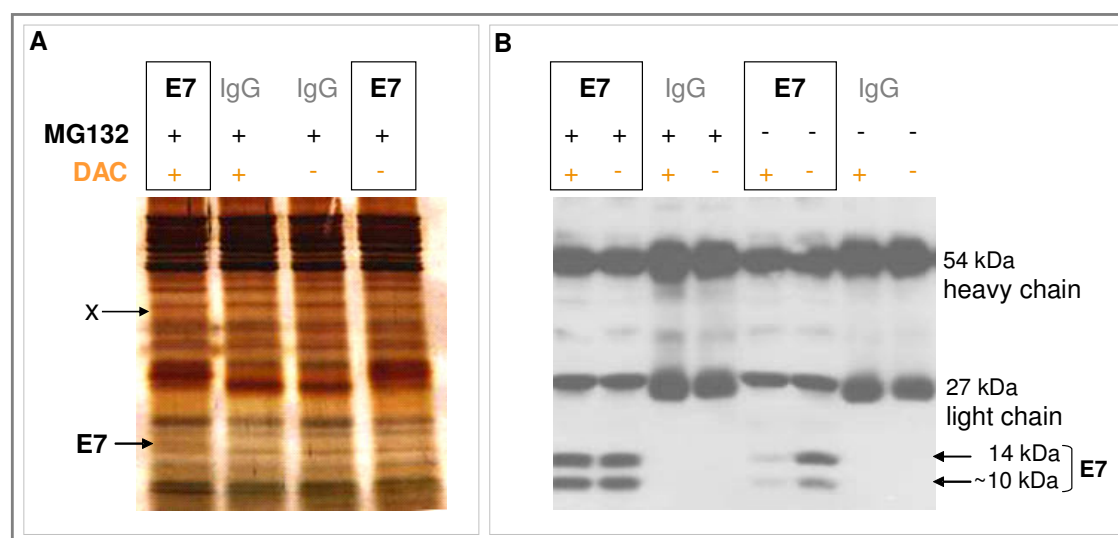 A
E7 IgG IgG E7
MG132 + + + +
DAC + + - -
x
E7
B
E7 IgG E7 IgG
+ + + + - - - -
+ - + - + - + -
54 kDa
heavy chain
27 kDa
light chain
14 kDa
~10 kDa
E7